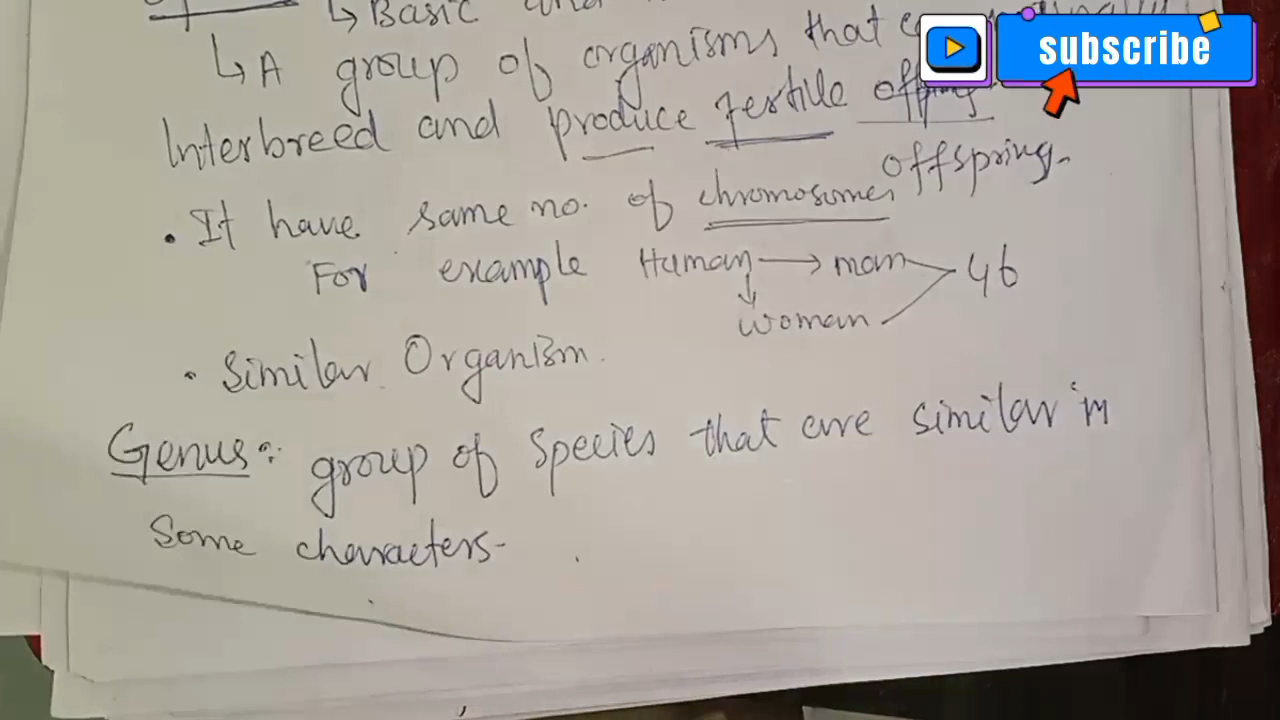 ↳ Basic and
↳ A group of organisms that
subscribe
Interbreed and produce fertile
offspring.
• It have same no. of chromosomes
For example Human → man 46
woman
• Similar Organism.
Genus: group of Species that are similar in
Some characters.